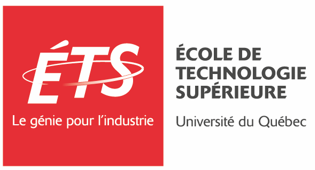 ÉTS
Le génie pour l'industrie
ÉCOLE DE
TECHNOLOGIE
SUPÉRIEURE
Université du Québec